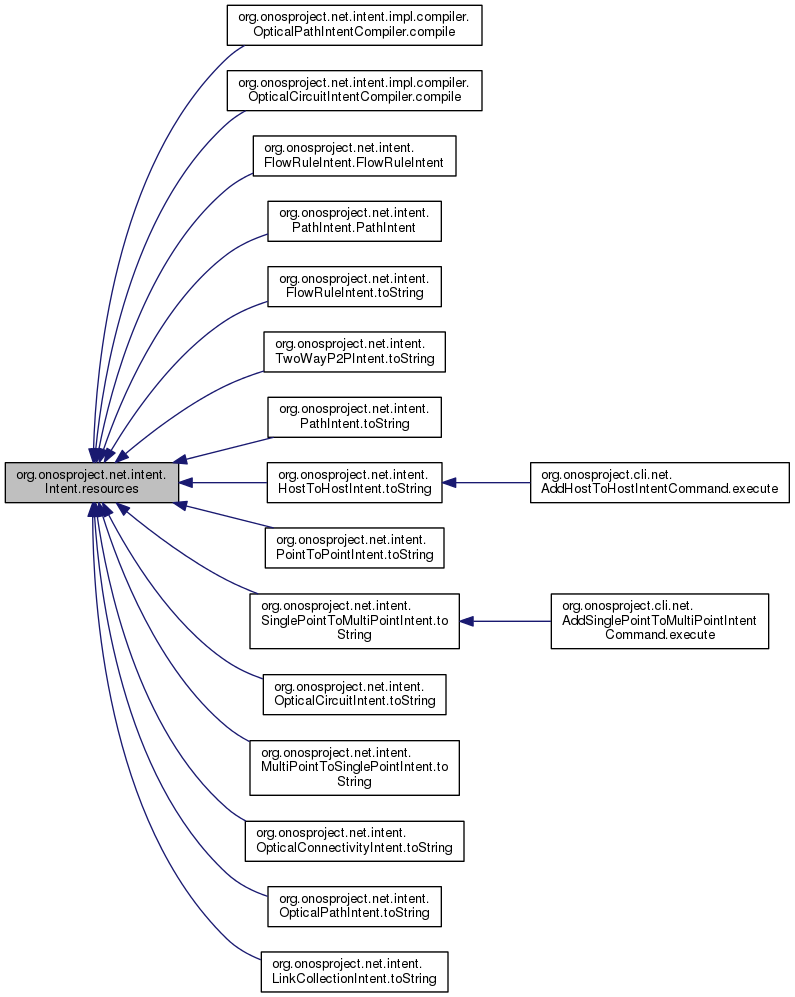 org.onosproject.net.intent.impl.compiler.
OpticalPathIntentCompiler.compile
org.onosproject.net.intent.impl.compiler.
OpticalCircuitIntentCompiler.compile
org.onosproject.net.intent.
FlowRuleIntent.FlowRuleIntent
org.onosproject.net.intent.
PathIntent.PathIntent
org.onosproject.net.intent.
FlowRuleIntent.toString
org.onosproject.net.intent.
TwoWayP2PIntent.toString
org.onosproject.net.intent.
PathIntent.toString
org.onosproject.net.intent.
Intent.resources
org.onosproject.net.intent.
HostToHostIntent.toString
org.onosproject.cli.net.
AddHostToHostIntentCommand.execute
org.onosproject.net.intent.
PointToPointIntent.toString
org.onosproject.net.intent.
SinglePointToMultiPointIntent.to
String
org.onosproject.cli.net.
AddSinglePointToMultiPointIntent
Command.execute
org.onosproject.net.intent.
OpticalCircuitIntent.toString
org.onosproject.net.intent.
MultiPointToSinglePointIntent.to
String
org.onosproject.net.intent.
OpticalConnectivityIntent.toString
org.onosproject.net.intent.
OpticalPathIntent.toString
org.onosproject.net.intent.
LinkCollectionIntent.toString